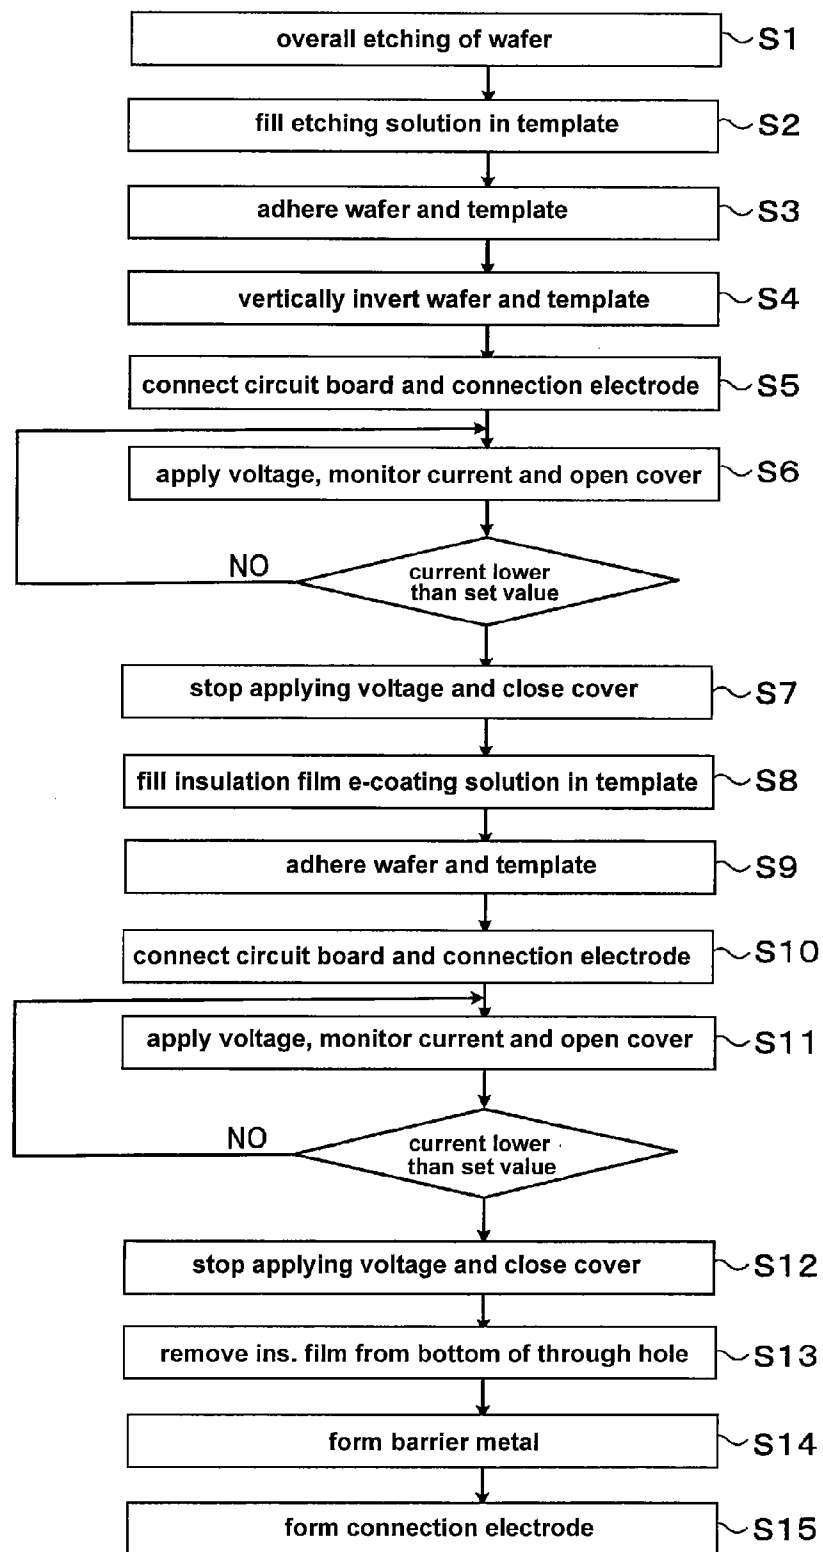 overall etching of wafer S1
fill etching solution in template S2
adhere wafer and template S3
vertically invert wafer and template S4
connect circuit board and connection electrode S5
apply voltage, monitor current and open cover S6
NO
current lower
than set value
stop applying voltage and close cover S7
fill insulation film e-coating solution in template S8
adhere wafer and template S9
connect circuit board and connection electrode S10
apply voltage, monitor current and open cover S11
NO
current lower
than set value
stop applying voltage and close cover S12
remove ins. film from bottom of through hole S13
form barrier metal S14
form connection electrode S15